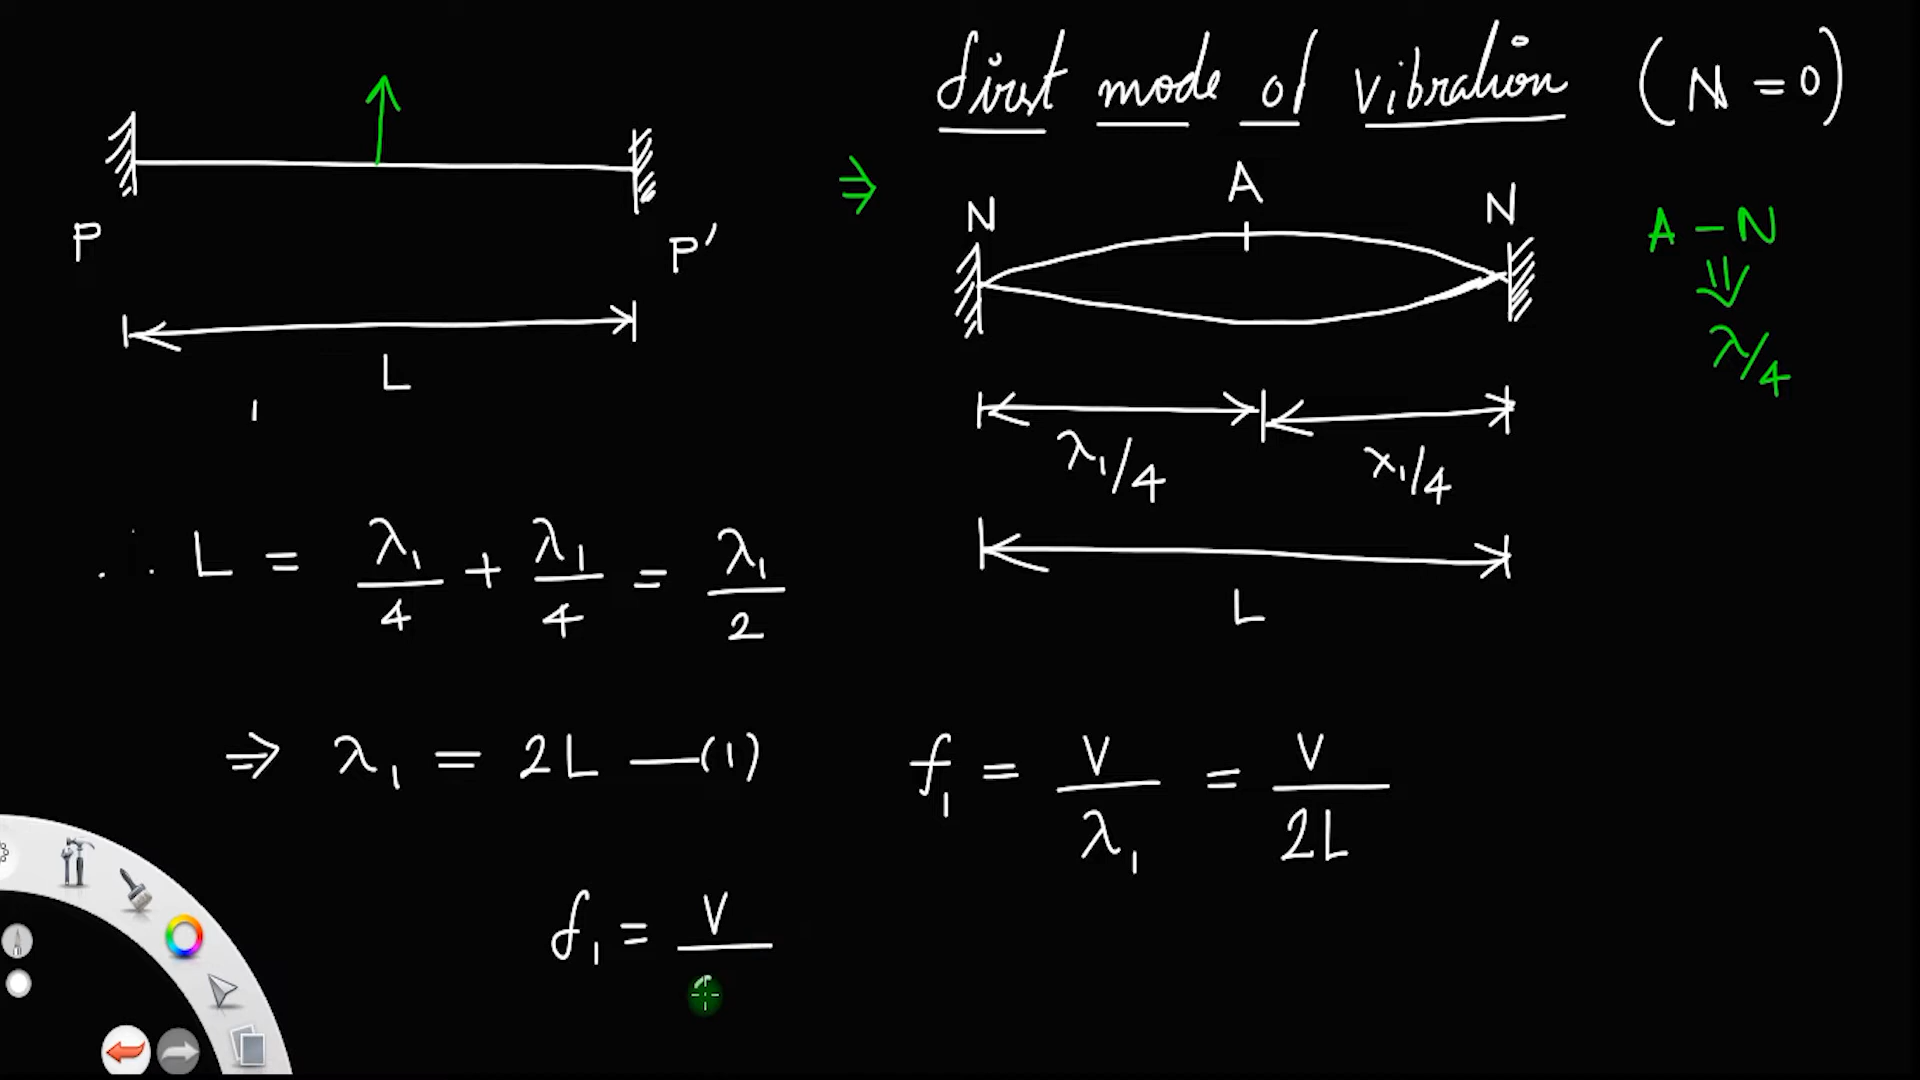 first mode of vibration (N = 0)
P
P'
L
N A N
A - N
⇓
λ/4
⇒
λ₁/4 x₁/4
L
∴ L = λ₁/4 + λ₁/4 = λ₁/2
⇒ λ₁ = 2L —(1)
f₁ = V/λ₁ = V/2L
f₁ = V/